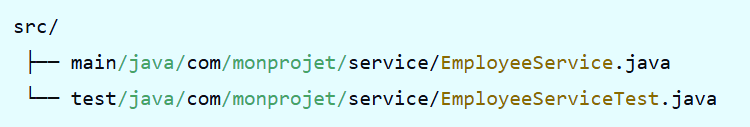 src/
├── main/java/com/monprojet/service/EmployeeService.java
└── test/java/com/monprojet/service/EmployeeServiceTest.java